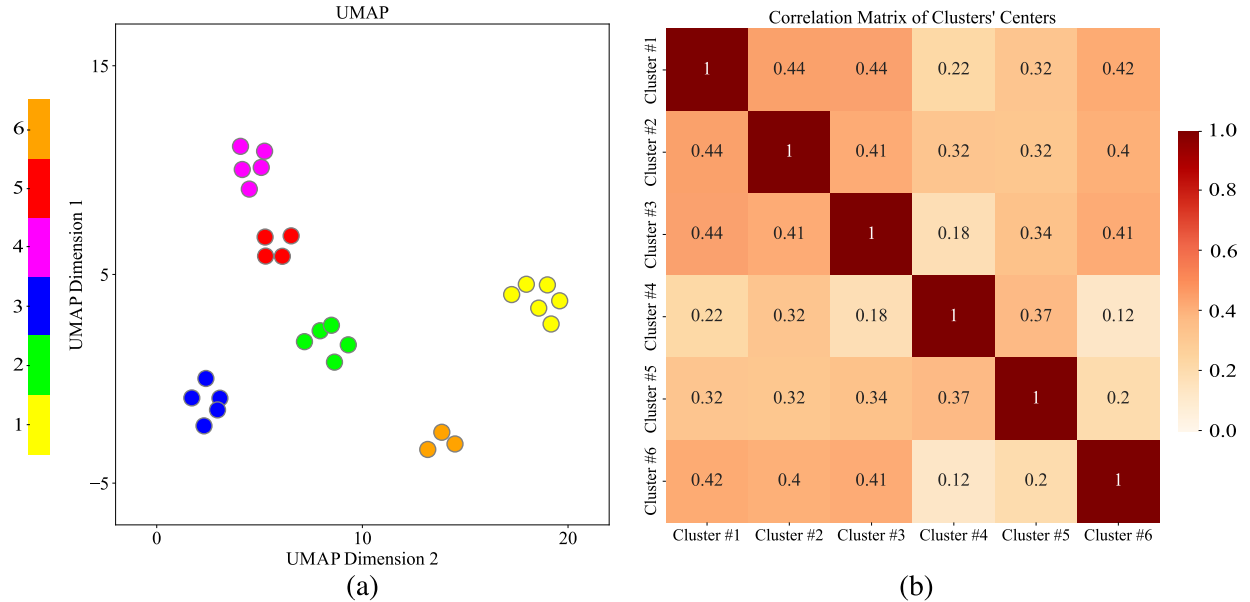 UMAP
15
5
−5
0
10
20
UMAP Dimension 1
UMAP Dimension 2
6
5
4
3
2
1
(a)
Correlation Matrix of Clusters' Centers
Cluster #1
1 0.44 0.44 0.22 0.32 0.42
Cluster #2
0.44 1 0.41 0.32 0.32 0.4
Cluster #3
0.44 0.41 1 0.18 0.34 0.41
Cluster #4
0.22 0.32 0.18 1 0.37 0.12
Cluster #5
0.32 0.32 0.34 0.37 1 0.2
Cluster #6
0.42 0.4 0.41 0.12 0.2 1
Cluster #1 Cluster #2 Cluster #3 Cluster #4 Cluster #5 Cluster #6
1.0
0.8
0.6
0.4
0.2
0.0
(b)